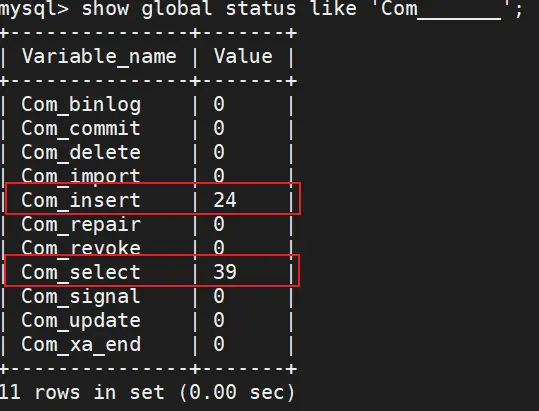 mysql> show global status like 'Com_______';
+---------------+-------+
| Variable_name | Value |
+---------------+-------+
| Com_binlog    | 0     |
| Com_commit    | 0     |
| Com_delete    | 0     |
| Com_import    | 0     |
| Com_insert    | 24    |
| Com_repair    | 0     |
| Com_revoke    | 0     |
| Com_select    | 39    |
| Com_signal    | 0     |
| Com_update    | 0     |
| Com_xa_end    | 0     |
+---------------+-------+
11 rows in set (0.00 sec)